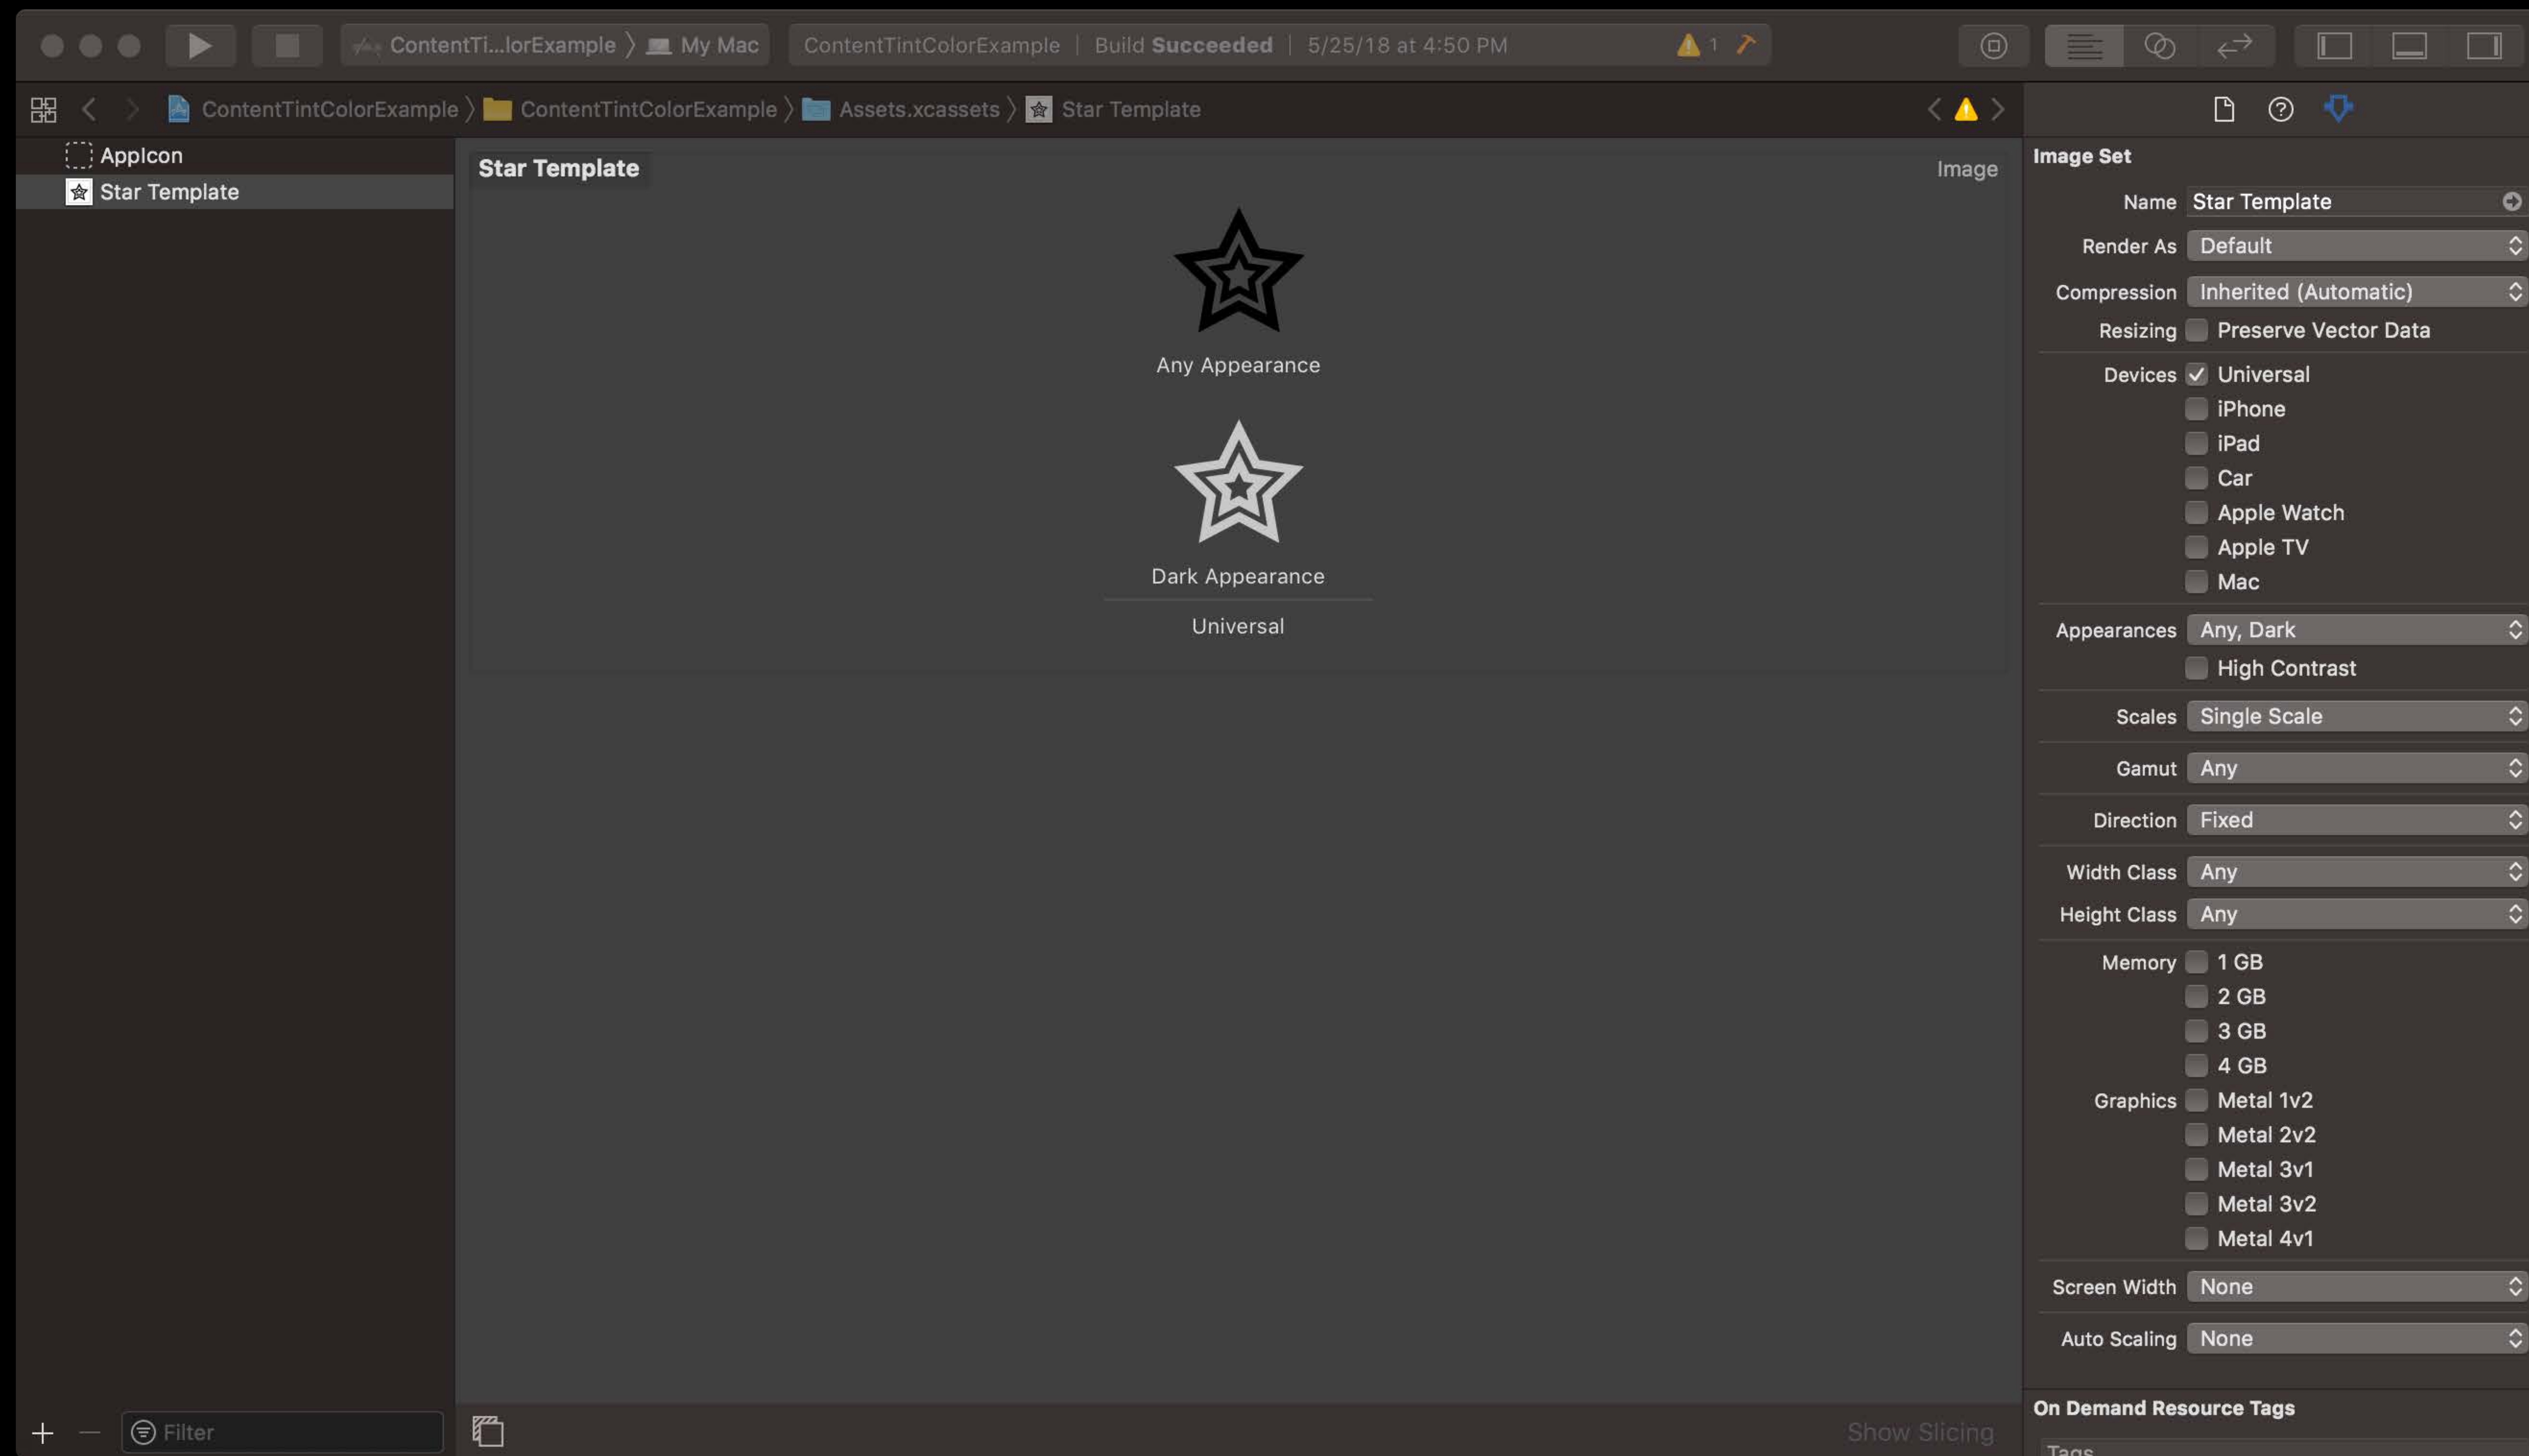 ContentTi...lorExample 〉 My Mac
ContentTintColorExample | Build Succeeded | 5/25/18 at 4:50 PM
1
ContentTintColorExample 〉 ContentTintColorExample 〉 Assets.xcassets 〉 Star Template
AppIcon
Star Template
Star Template
Image
Any Appearance
Dark Appearance
Universal
Image Set
Name Star Template
Render As Default
Compression Inherited (Automatic)
Resizing Preserve Vector Data
Devices Universal
iPhone
iPad
Car
Apple Watch
Apple TV
Mac
Appearances Any, Dark
High Contrast
Scales Single Scale
Gamut Any
Direction Fixed
Width Class Any
Height Class Any
Memory 1 GB
2 GB
3 GB
4 GB
Graphics Metal 1v2
Metal 2v2
Metal 3v1
Metal 3v2
Metal 4v1
Screen Width None
Auto Scaling None
On Demand Resource Tags
Tags
Filter
Show Slicing